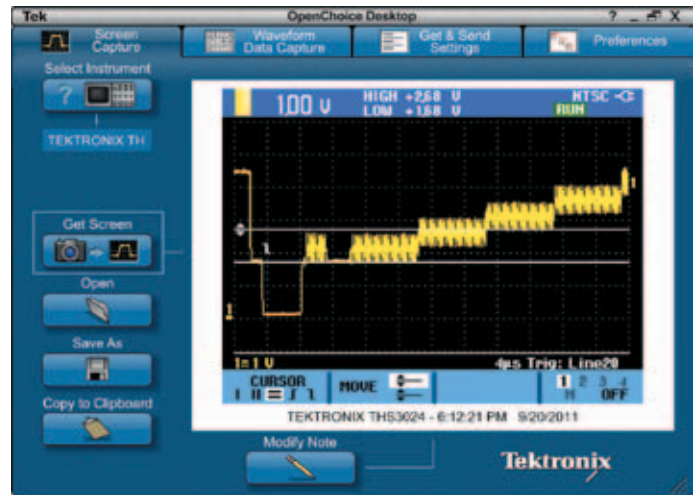 Tek OpenChoice Desktop ? _ X
Screen Capture
Waveform Data Capture
Get & Send Settings
Preferences
Select Instrument
?
TEKTRONIX TH
Get Screen
Open
Save As
Copy to Clipboard
1.00 V
HIGH +2.68 V
LOW +1.68 V
NTSC
RUN
1
1
1= 1 V
4µs Trig: Line20
CURSOR
MOVE
1 2 3 4
M OFF
TEKTRONIX THS3024 - 6:12:21 PM 9/20/2011
Modify Note
Tektronix